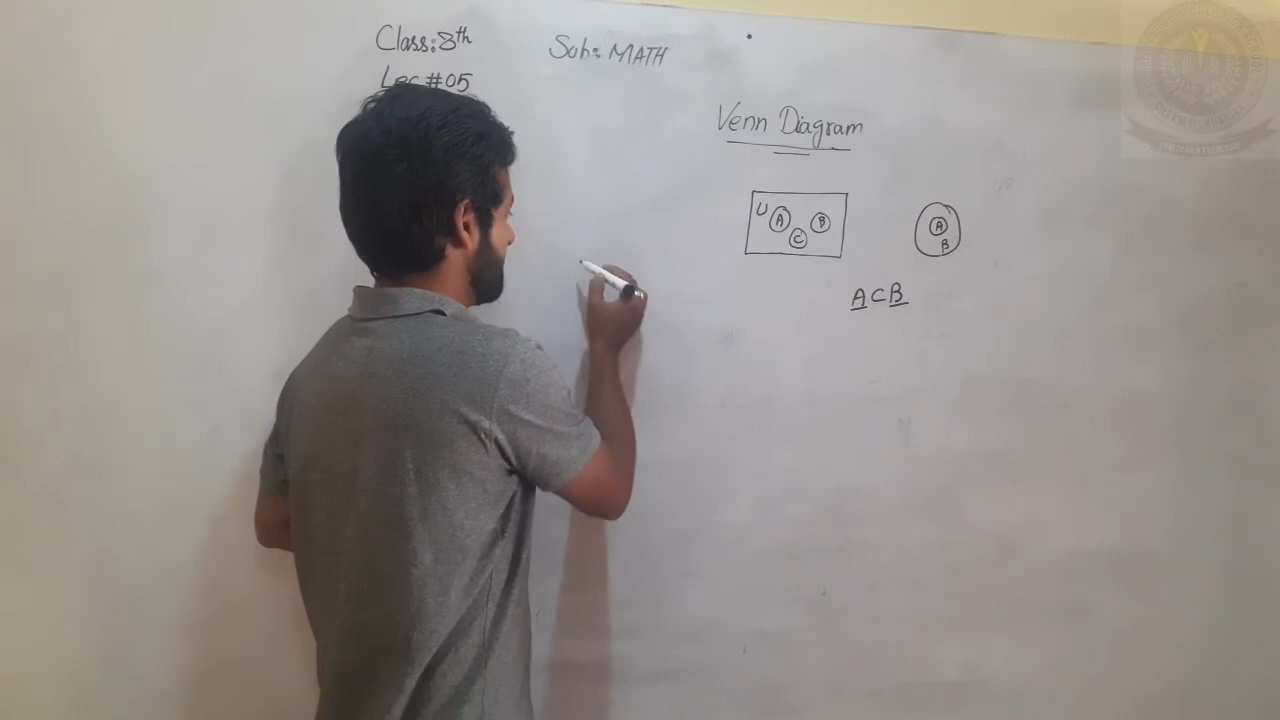 Class: 8th
Sub: MATH
Lec # 05
Venn Diagram
U A B C
A B
A ⊂ B